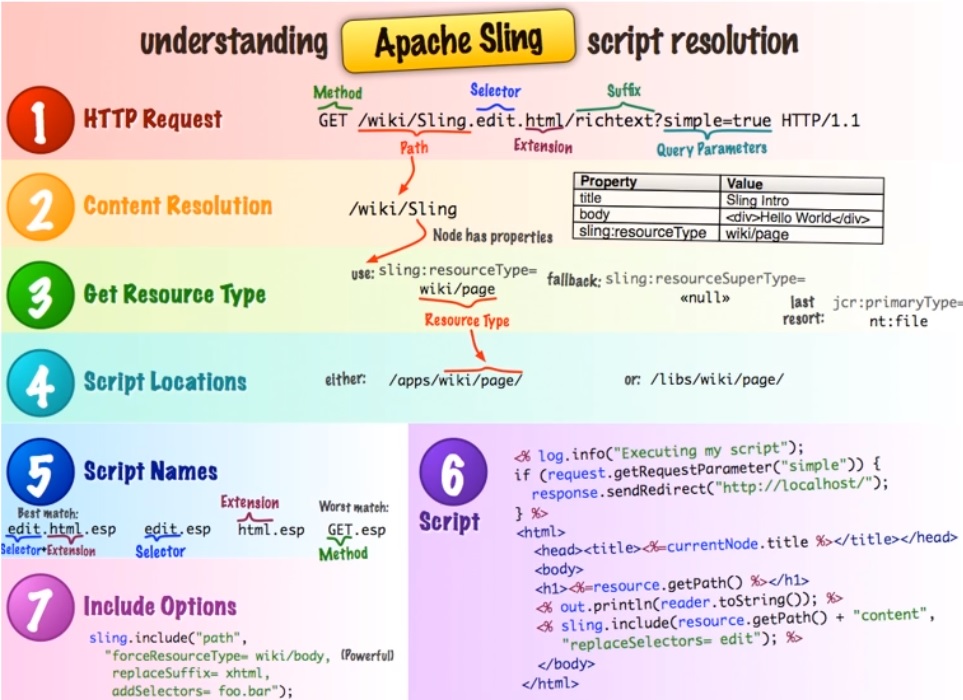 understanding Apache Sling script resolution
1 HTTP Request
Method
Selector
Suffix
GET /wiki/Sling.edit.html/richtext?simple=true HTTP/1.1
Path
Extension
Query Parameters
2 Content Resolution
/wiki/Sling
Node has properties
Property Value
title Sling Intro
body <div>Hello World</div>
sling:resourceType wiki/page
3 Get Resource Type
use: sling:resourceType=
wiki/page
Resource Type
fallback: sling:resourceSuperType=
«null»
last resort:
jcr:primaryType=
nt:file
4 Script Locations
either: /apps/wiki/page/
or: /libs/wiki/page/
5 Script Names
Best match:
edit.html.esp
Selector+Extension
edit.esp
Selector
Extension
html.esp
Worst match:
GET.esp
Method
6 Script
<% log.info("Executing my script");
if (request.getRequestParameter("simple")) {
response.sendRedirect("http://localhost/");
} %>
<html>
<head><title><%=currentNode.title %></title></head>
<body>
<h1><%=resource.getPath() %></h1>
<% out.println(reader.toString()); %>
<% sling.include(resource.getPath() + "content",
"replaceSelectors= edit"); %>
</body>
</html>
7 Include Options
sling.include("path",
"forceResourceType= wiki/body, (Powerful)
replaceSuffix= xhtml,
addSelectors= foo.bar");